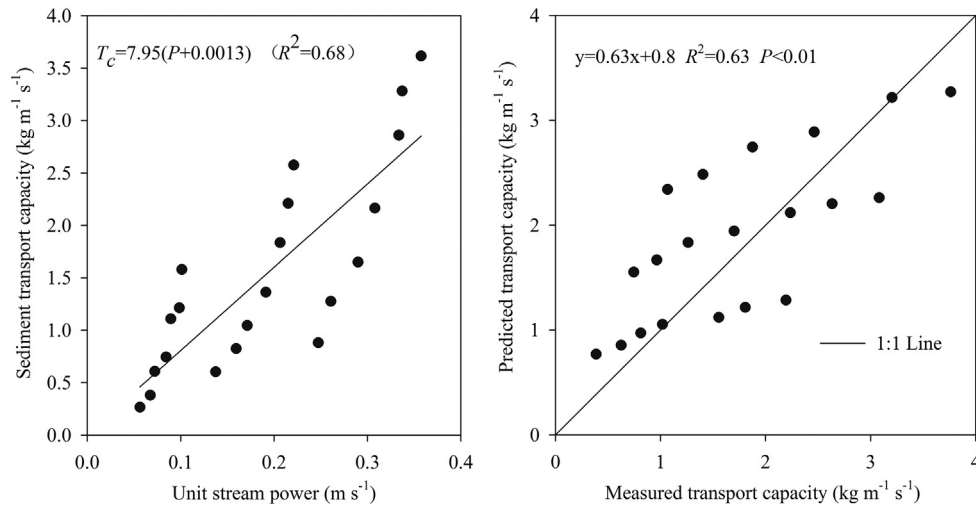 T_C=7.95(P+0.0013) （R²=0.68）
4.0
3.5
3.0
2.5
2.0
1.5
1.0
0.5
0.0
Sediment transport capacity (kg m⁻¹ s⁻¹)
0.0 0.1 0.2 0.3 0.4
Unit stream power (m s⁻¹)
y=0.63x+0.8 R²=0.63 P<0.01
4
3
2
1
0
Predicted transport capacity (kg m⁻¹ s⁻¹)
1:1 Line
0 1 2 3 4
Measured transport capacity (kg m⁻¹ s⁻¹)